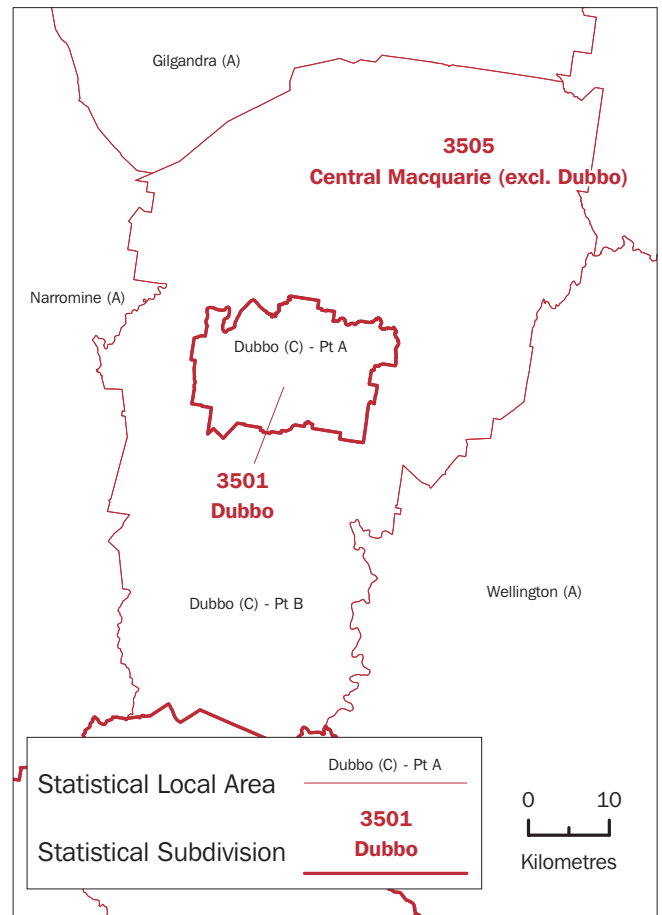 Gilgandra (A)
3505
Central Macquarie (excl. Dubbo)
Narromine (A)
Dubbo (C) - Pt A
3501
Dubbo
Dubbo (C) - Pt B
Wellington (A)
Statistical Local Area
Dubbo (C) - Pt A
Statistical Subdivision
3501
Dubbo
0 10
Kilometres